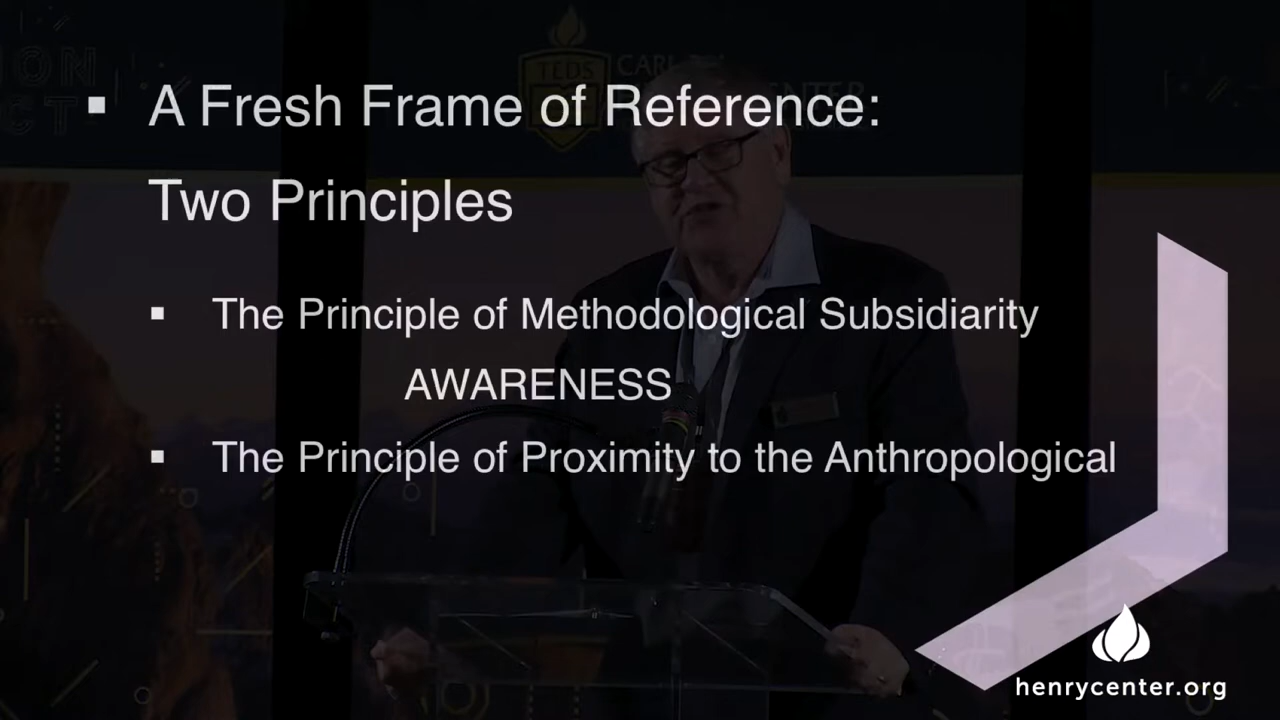 ▪ A Fresh Frame of Reference:
Two Principles
▪ The Principle of Methodological Subsidiarity
AWARENESS
▪ The Principle of Proximity to the Anthropological
henrycenter.org
TEDS